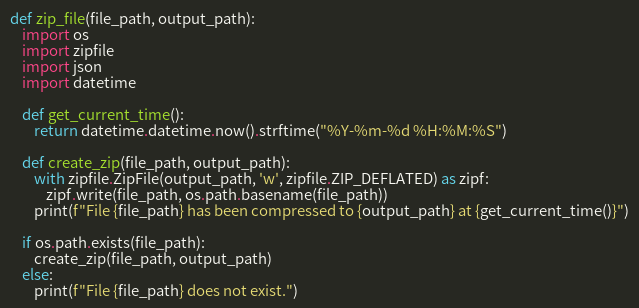 def zip_file(file_path, output_path):
    import os
    import zipfile
    import json
    import datetime

    def get_current_time():
        return datetime.datetime.now().strftime("%Y-%m-%d %H:%M:%S")

    def create_zip(file_path, output_path):
        with zipfile.ZipFile(output_path, 'w', zipfile.ZIP_DEFLATED) as zipf:
            zipf.write(file_path, os.path.basename(file_path))
        print(f"File {file_path} has been compressed to {output_path} at {get_current_time()}")

    if os.path.exists(file_path):
        create_zip(file_path, output_path)
    else:
        print(f"File {file_path} does not exist.")